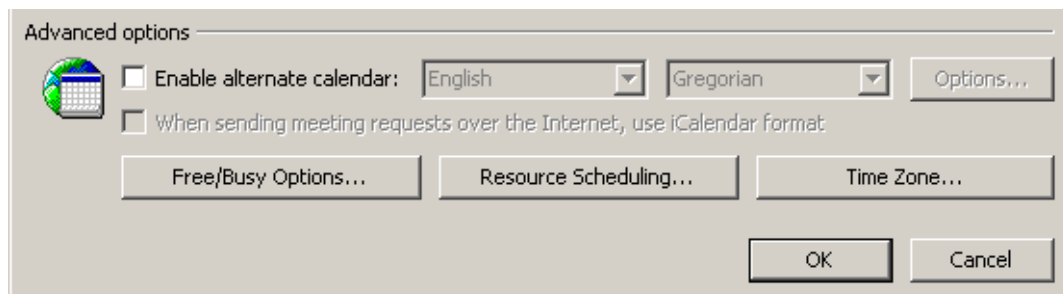 Advanced options
Enable alternate calendar: English Gregorian Options...
When sending meeting requests over the Internet, use iCalendar format
Free/Busy Options... Resource Scheduling... Time Zone...
OK Cancel